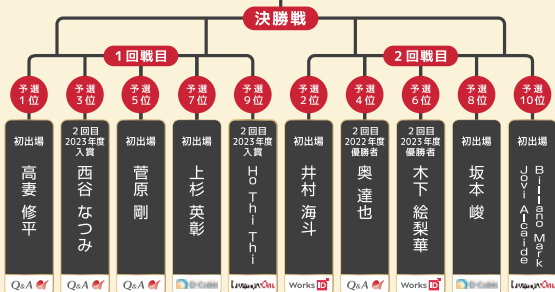 決勝戦
1回戦目
2回戦目
予選
1位
予選
3位
予選
5位
予選
7位
予選
9位
予選
2位
予選
4位
予選
6位
予選
8位
予選
10位
初出場
高妻 修平
Q&A
2回目
2023年度
入賞
西谷 なつみ
Q&A
初出場
菅原 剛
Q&A
初出場
上杉 英彰
2回目
2023年度
入賞
Ho Thi Thi
LanguageOne
初出場
井村 海斗
Works ID
2回目
2022年度
優勝者
奥 達也
Q&A
2回目
2023年度
優勝者
木下 絵梨華
Works ID
初出場
坂本 峻
初出場
Billano Mark
Jovi Alcaide
LanguageOne